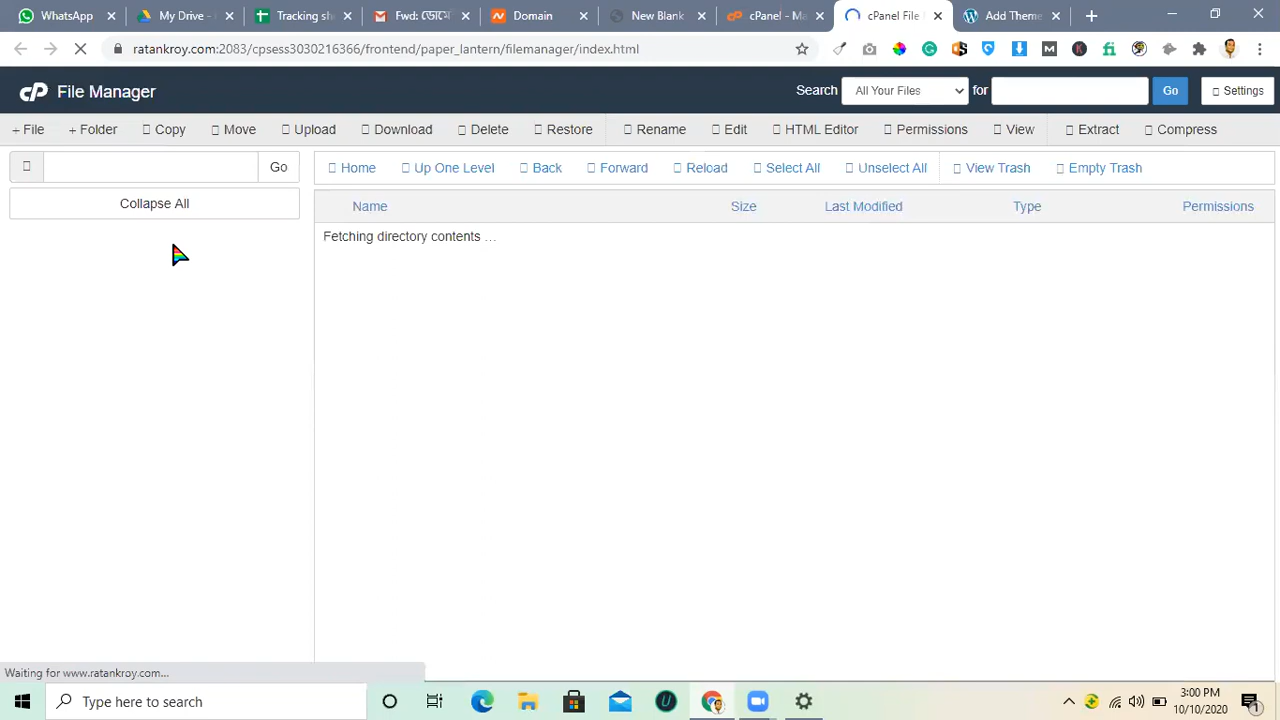 WhatsApp
My Drive -
Tracking sh
Fwd: CGIC-I
Domain
New Blank
cPanel - Ma
cPanel File
Add Theme
ratankroy.com:2083/cpsess3030216366/frontend/paper_lantern/filemanager/index.html
cP File Manager
Search All Your Files for Go Settings
+ File + Folder Copy Move Upload Download Delete Restore Rename Edit HTML Editor Permissions View Extract Compress
Go Home Up One Level Back Forward Reload Select All Unselect All View Trash Empty Trash
Collapse All
Name Size Last Modified Type Permissions
Fetching directory contents ...
Waiting for www.ratankroy.com...
Type here to search
3:00 PM
10/10/2020